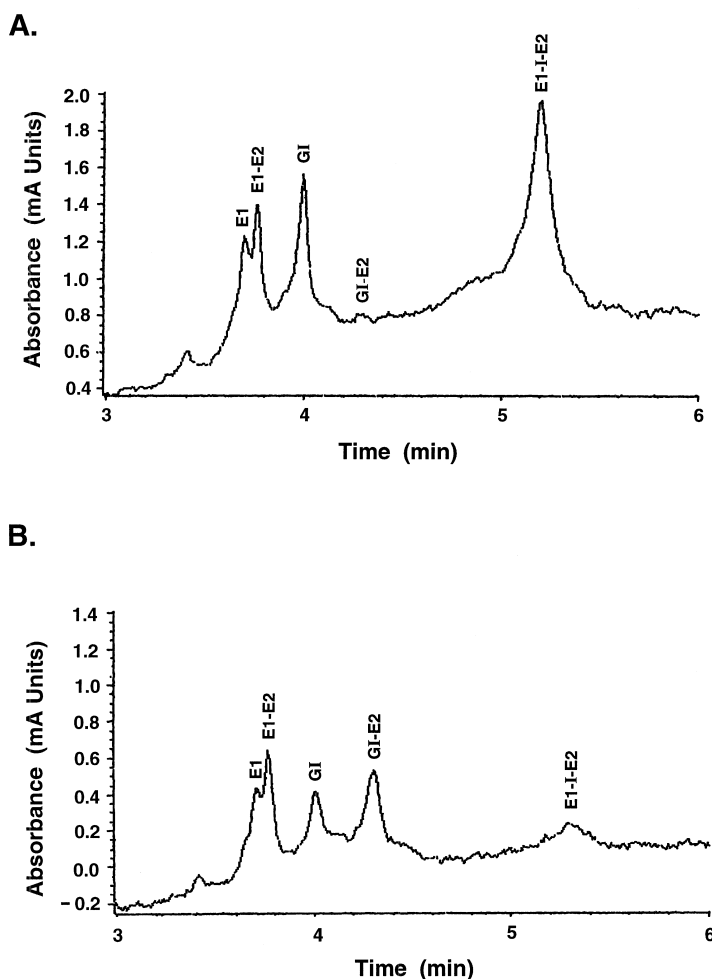 A.
E1-I-E2
2.0
1.8
E1-E2
GI
1.6
E1
1.4
1.2
GI-E2
1.0
0.8
0.6
0.4
Absorbance (mA Units)
3
4
5
6
Time (min)
B.
1.4
1.2
1.0
E1-E2
0.8
E1
GI
GI-E2
E1-I-E2
0.6
0.4
0.2
0.0
-0.2
Absorbance (mA Units)
3
4
5
6
Time (min)